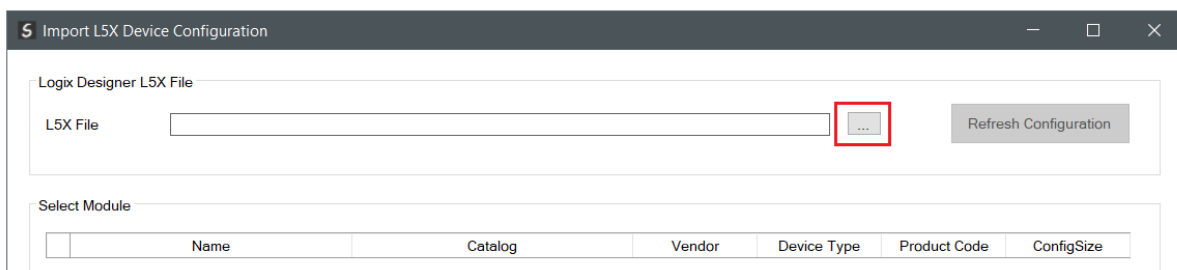 S Import L5X Device Configuration
Logix Designer L5X File
L5X File ... Refresh Configuration
Select Module
Name Catalog Vendor Device Type Product Code ConfigSize